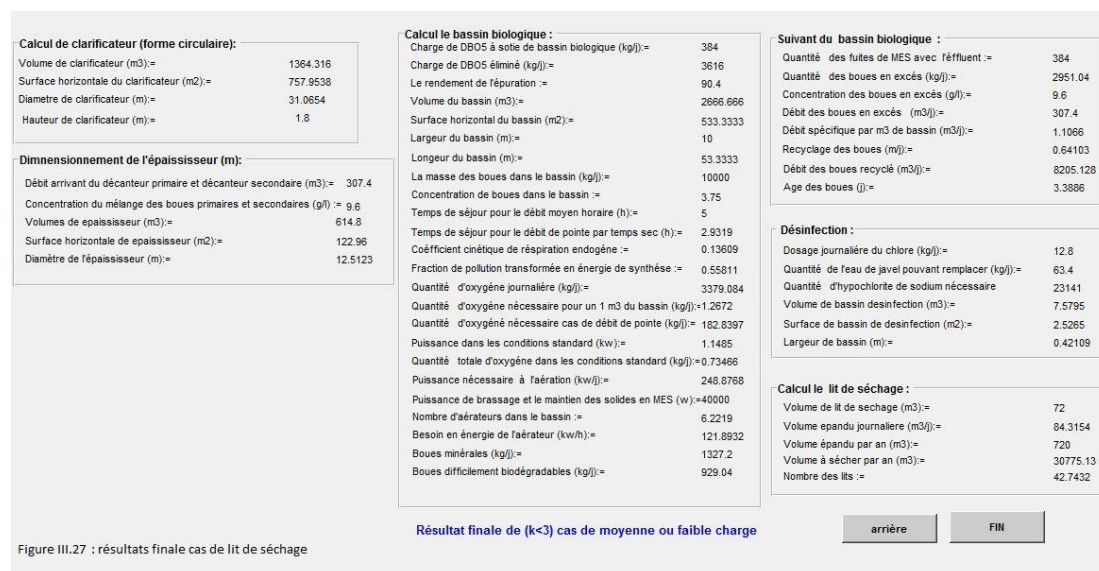 Calcul de clarificateur (forme circulaire):
Volume de clarificateur (m3):= 1364.316
Surface horizontale du clarificateur (m2):= 757.9538
Diametre de clarificateur (m):= 31.0654
Hauteur de clarificateur (m):= 1.8
Dimnensionnement de l'épaississeur (m):
Débit arrivant du décanteur primaire et décanteur secondaire (m3):= 307.4
Concentration du mélange des boues primaires et secondaires (g/l) := 9.6
Volumes de epaississeur (m3):= 614.8
Surface horizontale de epaississeur (m2):= 122.96
Diamètre de l'épaississeur (m):= 12.5123
Calcul le bassin biologique :
Charge de DBO5 à sotie de bassin biologique (kg/j):= 384
Charge de DBO5 éliminé (kg/j):= 3616
Le rendement de l'épuration := 90.4
Volume du bassin (m3):= 2666.666
Surface horizontal du bassin (m2):= 533.3333
Largeur du bassin (m):= 10
Longeur du bassin (m):= 53.3333
La masse des boues dans le bassin (kg/j):= 10000
Concentration de boues dans le bassin := 3.75
Temps de séjour pour le débit moyen horaire (h):= 5
Temps de séjour pour le débit de pointe par temps sec (h):= 2.9319
Coéfficient cinétique de réspiration endogéne := 0.13609
Fraction de pollution transformée en énergie de synthése := 0.55811
Quantité d'oxygéne journalière (kg/j):= 3379.084
Quantité d'oxygéne nécessaire pour un 1 m3 du bassin (kg/j):=1.2672
Quantité d'oxygéné nécessaire cas de débit de pointe (kg/j):= 182.8397
Puissance dans les conditions standard (kw):= 1.1485
Quantité totale d'oxygéne dans les conditions standard (kg/j):=0.73466
Puissance nécessaire à l'aération (kw/j):= 248.8768
Puissance de brassage et le maintien des solides en MES (w):=40000
Nombre d'aérateurs dans le bassin := 6.2219
Besoin en énergie de l'aérateur (kw/h):= 121.8932
Boues minérales (kg/j):= 1327.2
Boues difficilement biodégradables (kg/j):= 929.04
Suivant du bassin biologique :
Quantité des fuites de MES avec l'éffluent := 384
Quantité des boues en excés (kg/j):= 2951.04
Concentration des boues en excés (g/l):= 9.6
Débit des boues en excés (m3/j):= 307.4
Débit spécifique par m3 de bassin (m3/j):= 1.1066
Recyclage des boues (m/j):= 0.64103
Débit des boues recyclé (m3/j):= 8205.128
Age des boues (j):= 3.3886
Désinfection :
Dosage journalière du chlore (kg/j):= 12.8
Quantité de l'eau de javel pouvant remplacer (kg/j):= 63.4
Quantité d'hypochlorite de sodium nécessaire 23141
Volume de bassin desinfection (m3):= 7.5795
Surface de bassin de desinfection (m2):= 2.5265
Largeur de bassin (m):= 0.42109
Calcul le lit de séchage :
Volume de lit de sechage (m3):= 72
Volume epandu journaliere (m3/j):= 84.3154
Volume épandu par an (m3):= 720
Volume à sécher par an (m3):= 30775.13
Nombre des lits := 42.7432
Résultat finale de (k<3) cas de moyenne ou faible charge
arrière
FIN
Figure III.27 : résultats finale cas de lit de séchage